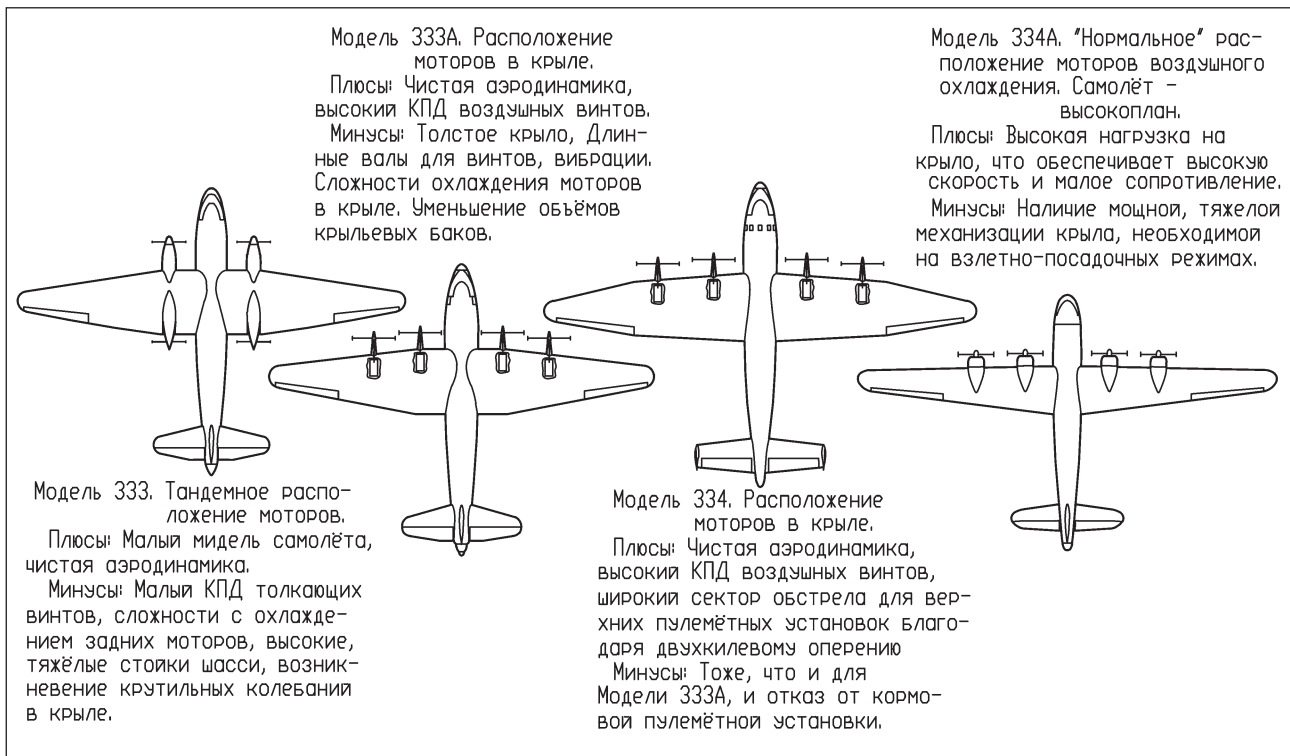 Модель 333А. Расположение
моторов в крыле.
Плюсы: Чистая аэродинамика,
высокий КПД воздушных винтов.
Минусы: Толстое крыло, Длин-
ные валы для винтов, вибрации.
Сложности охлаждения моторов
в крыле. Уменьшение объёмов
крыльевых баков.
Модель 334А. "Нормальное" рас-
положение моторов воздушного
охлаждения. Самолёт -
высокоплан.
Плюсы: Высокая нагрузка на
крыло, что обеспечивает высокую
скорость и малое сопротивление.
Минусы: Наличие мощной, тяжелой
механизации крыла, необходимой
на взлетно-посадочных режимах.
Модель 333. Тандемное распо-
ложение моторов.
Плюсы: Малый мидель самолёта,
чистая аэродинамика.
Минусы: Малый КПД толкающих
винтов, сложности с охлажде-
нием задних моторов, высокие,
тяжёлые стойки шасси, возник-
невение крутильных колебаний
в крыле.
Модель 334. Расположение
моторов в крыле.
Плюсы: Чистая аэродинамика,
высокий КПД воздушных винтов,
широкий сектор обстрела для вер-
хних пулемётных установок благо-
даря двухкилевому оперению
Минусы: Тоже, что и для
Модели 333А, и отказ от кормо-
вой пулемётной установки.